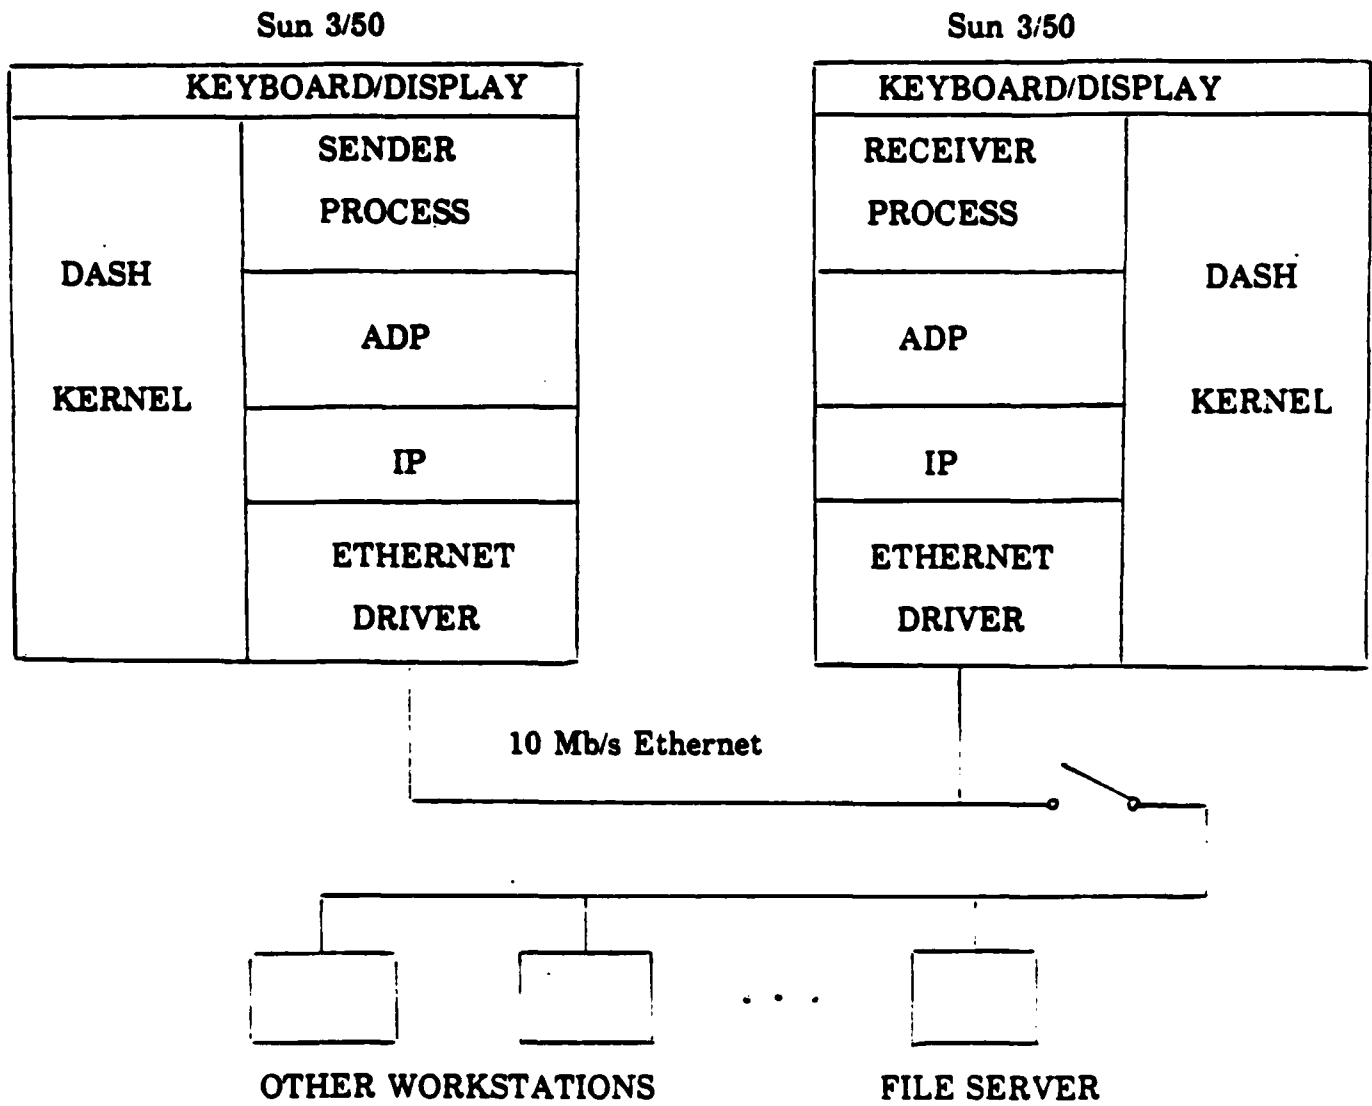 Sun 3/50
KEYBOARD/DISPLAY
SENDER
PROCESS
DASH
KERNEL
ADP
IP
ETHERNET
DRIVER
Sun 3/50
KEYBOARD/DISPLAY
RECEIVER
PROCESS
ADP
IP
ETHERNET
DRIVER
DASH
KERNEL
10 Mb/s Ethernet
. . .
OTHER WORKSTATIONS
FILE SERVER